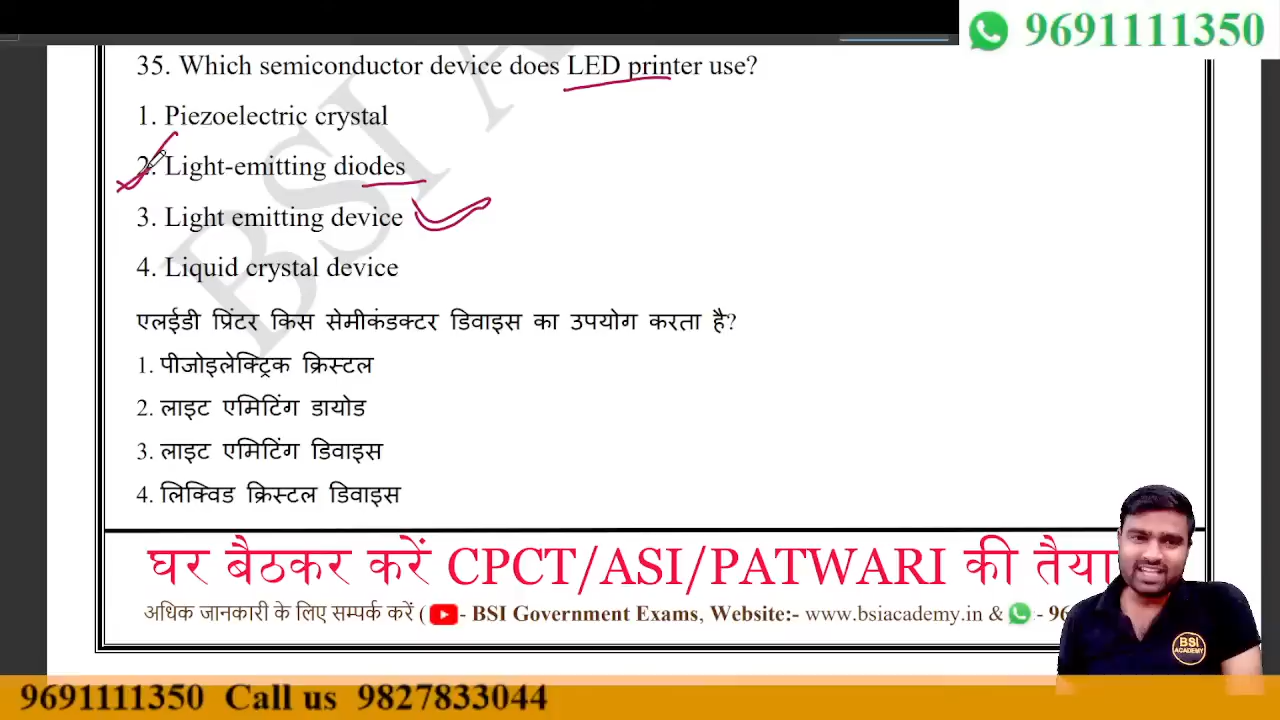 9691111350
35. Which semiconductor device does LED printer use?
1. Piezoelectric crystal
2. Light-emitting diodes
3. Light emitting device
4. Liquid crystal device
एलईडी प्रिंटर किस सेमीकंडक्टर डिवाइस का उपयोग करता है?
1. पीजोइलेक्ट्रिक क्रिस्टल
2. लाइट एमिटिंग डायोड
3. लाइट एमिटिंग डिवाइस
4. लिक्विड क्रिस्टल डिवाइस
घर बैठकर करें CPCT/ASI/PATWARI की तैया
अधिक जानकारी के लिए सम्पर्क करें ( - BSI Government Exams, Website:- www.bsiacademy.in & - 96
BSI
ACADEMY
9691111350 Call us 9827833044
BSI A